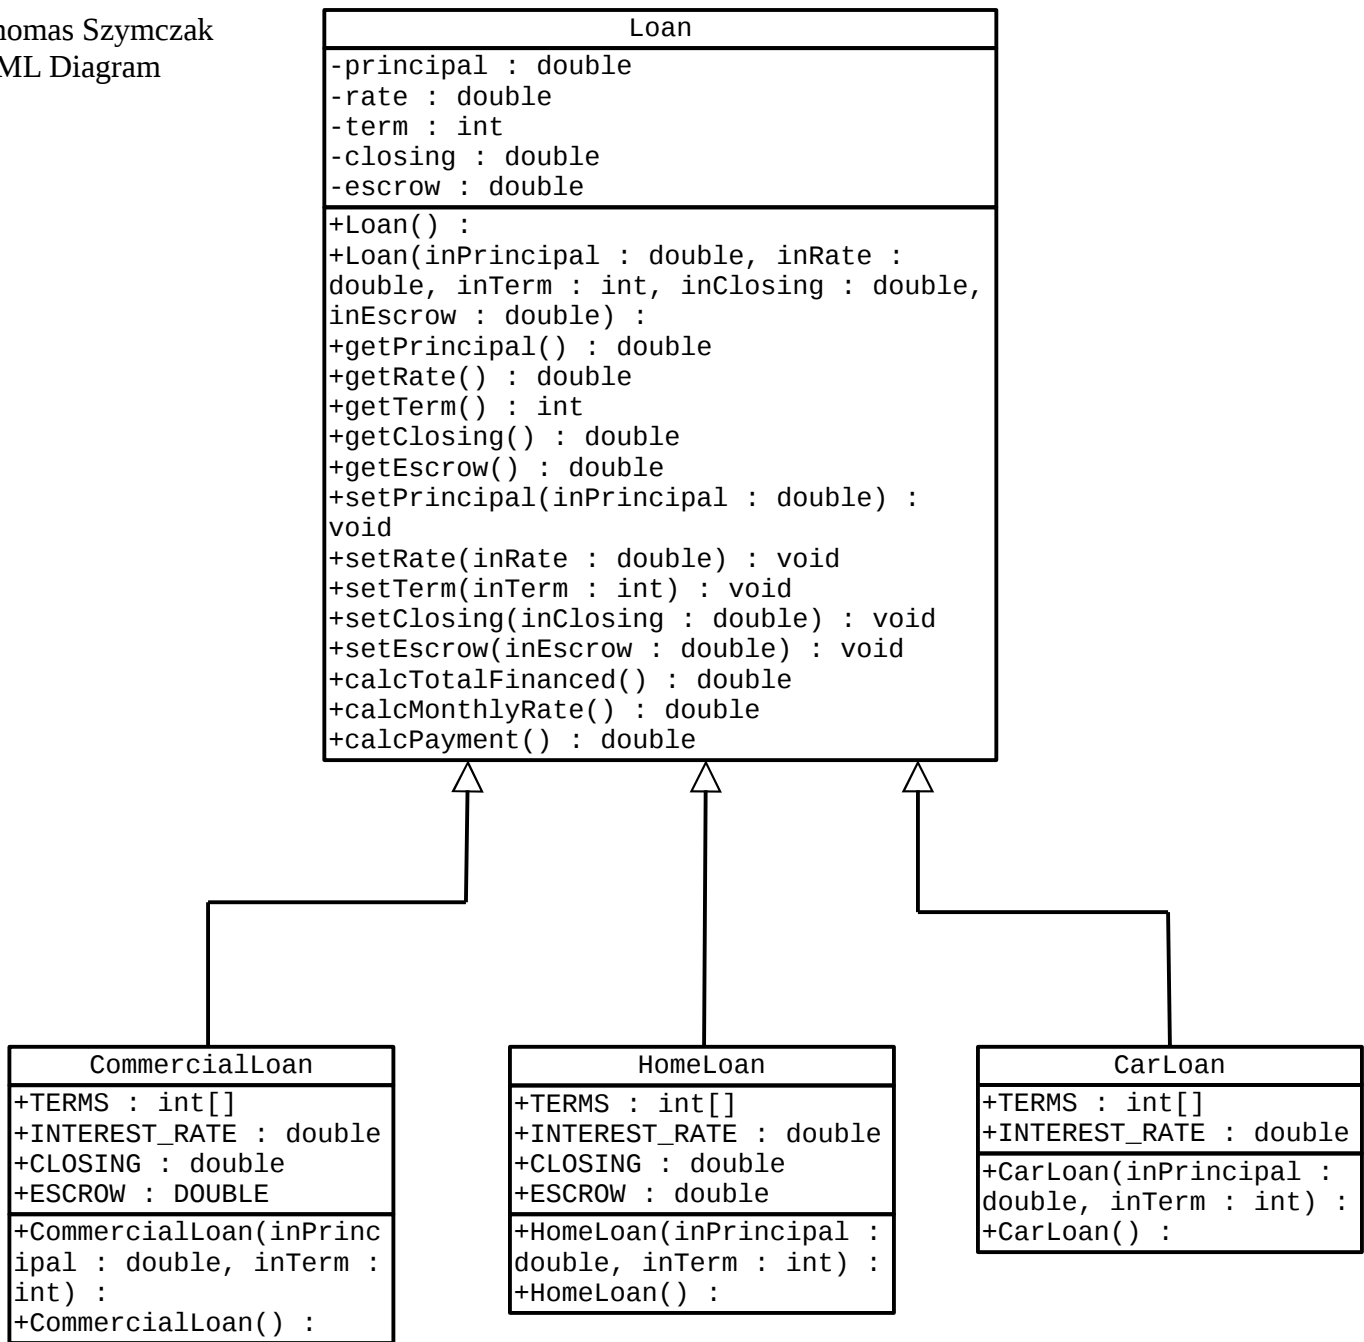 homas Szymczak
ML Diagram
Loan
-principal : double
-rate : double
-term : int
-closing : double
-escrow : double
+Loan() :
+Loan(inPrincipal : double, inRate :
double, inTerm : int, inClosing : double,
inEscrow : double) :
+getPrincipal() : double
+getRate() : double
+getTerm() : int
+getClosing() : double
+getEscrow() : double
+setPrincipal(inPrincipal : double) :
void
+setRate(inRate : double) : void
+setTerm(inTerm : int) : void
+setClosing(inClosing : double) : void
+setEscrow(inEscrow : double) : void
+calcTotalFinanced() : double
+calcMonthlyRate() : double
+calcPayment() : double
CommercialLoan
+TERMS : int[]
+INTEREST_RATE : double
+CLOSING : double
+ESCROW : DOUBLE
+CommercialLoan(inPrinc
ipal : double, inTerm :
int) :
+CommercialLoan() :
HomeLoan
+TERMS : int[]
+INTEREST_RATE : double
+CLOSING : double
+ESCROW : double
+HomeLoan(inPrincipal :
double, inTerm : int) :
+HomeLoan() :
CarLoan
+TERMS : int[]
+INTEREST_RATE : double
+CarLoan(inPrincipal :
double, inTerm : int) :
+CarLoan() :